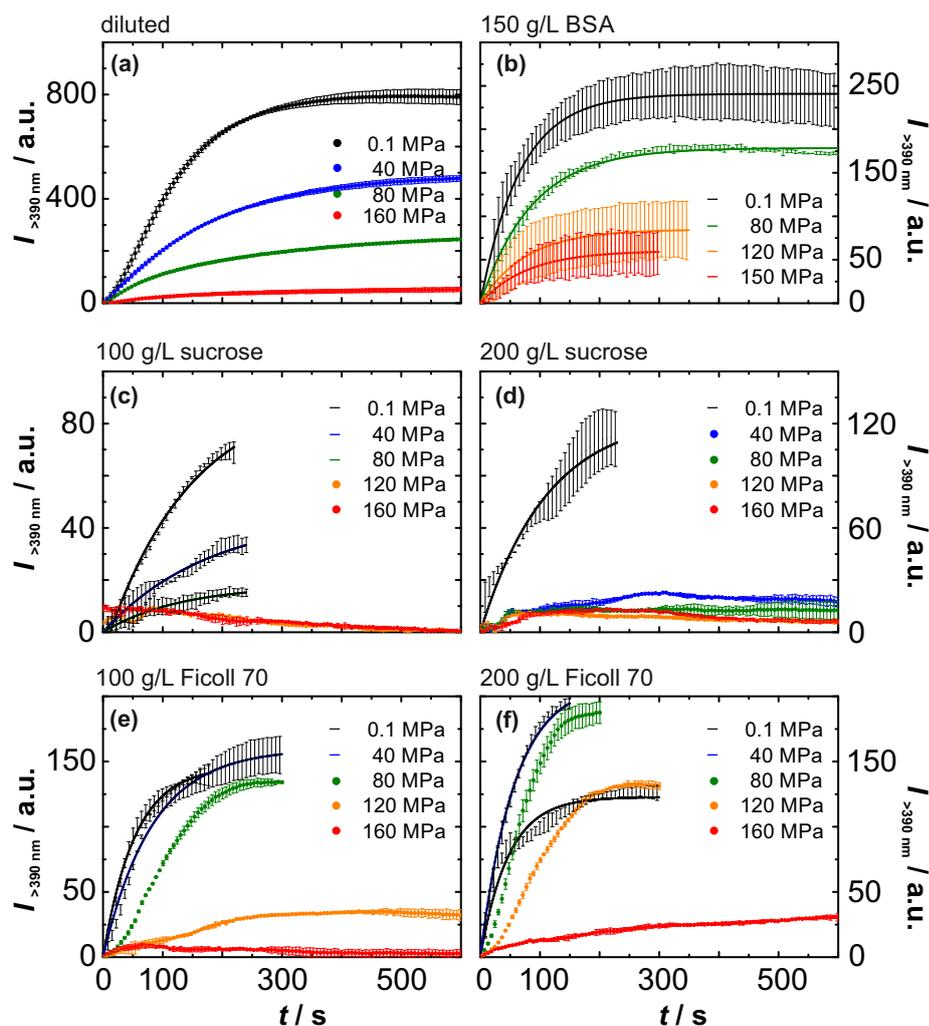 diluted
(a)
800
400
0
I >390 nm / a.u.
0.1 MPa
40 MPa
80 MPa
160 MPa
150 g/L BSA
(b)
250
150
50
0
I >390 nm / a.u.
0.1 MPa
80 MPa
120 MPa
150 MPa
100 g/L sucrose
(c)
80
40
0
I >390 nm / a.u.
0.1 MPa
40 MPa
80 MPa
120 MPa
160 MPa
200 g/L sucrose
(d)
120
60
0
I >390 nm / a.u.
0.1 MPa
40 MPa
80 MPa
120 MPa
160 MPa
100 g/L Ficoll 70
(e)
150
50
0
I >390 nm / a.u.
0.1 MPa
40 MPa
80 MPa
120 MPa
160 MPa
0 100 300 500
t / s
200 g/L Ficoll 70
(f)
150
50
0
I >390 nm / a.u.
0.1 MPa
40 MPa
80 MPa
120 MPa
160 MPa
0 100 300 500
t / s